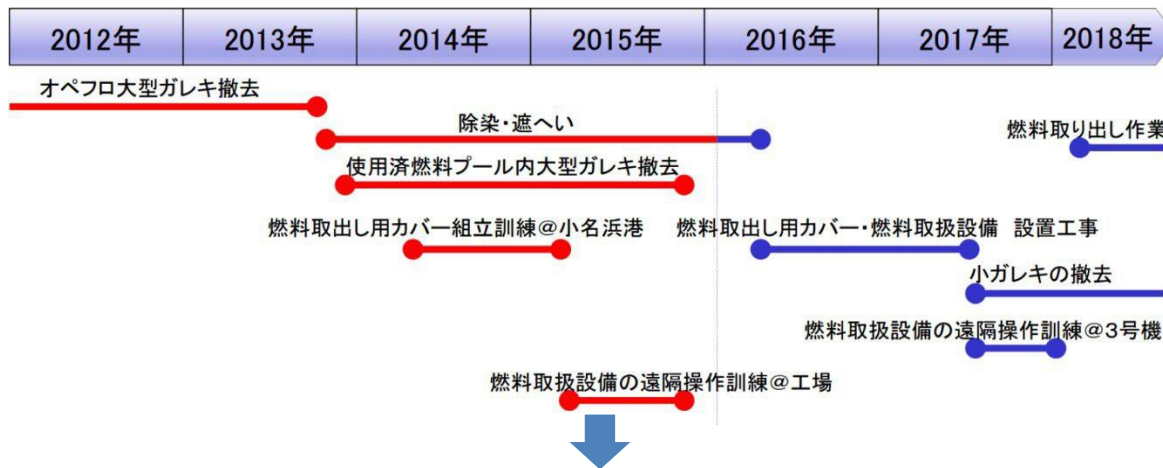 2012年 2013年 2014年 2015年 2016年 2017年 2018年
オペフロ大型ガレキ撤去
除染・遮へい
燃料取り出し作業
使用済燃料プール内大型ガレキ撤去
燃料取出し用カバー組立訓練＠小名浜港
燃料取出し用カバー・燃料取扱設備 設置工事
小ガレキの撤去
燃料取扱設備の遠隔操作訓練＠3号機
燃料取扱設備の遠隔操作訓練＠工場